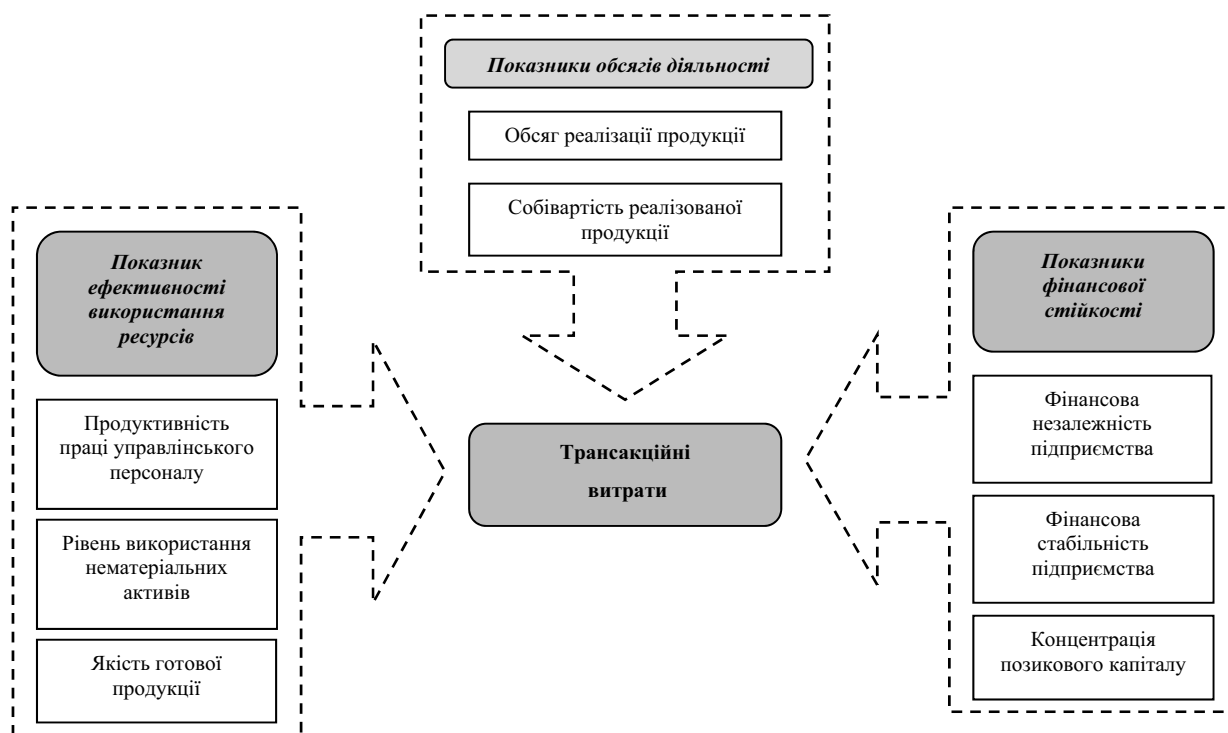 Показники обсягів діяльності
Обсяг реалізації продукції
Собівартість реалізованої
продукції
Показник
ефективності
використання
ресурсів
Продуктивність
праці управлінського
персоналу
Рівень використання
нематеріальних
активів
Якість готової
продукції
Трансакційні
витрати
Показники
фінансової
стійкості
Фінансова
незалежність
підприємства
Фінансова
стабільність
підприємства
Концентрація
позикового капіталу